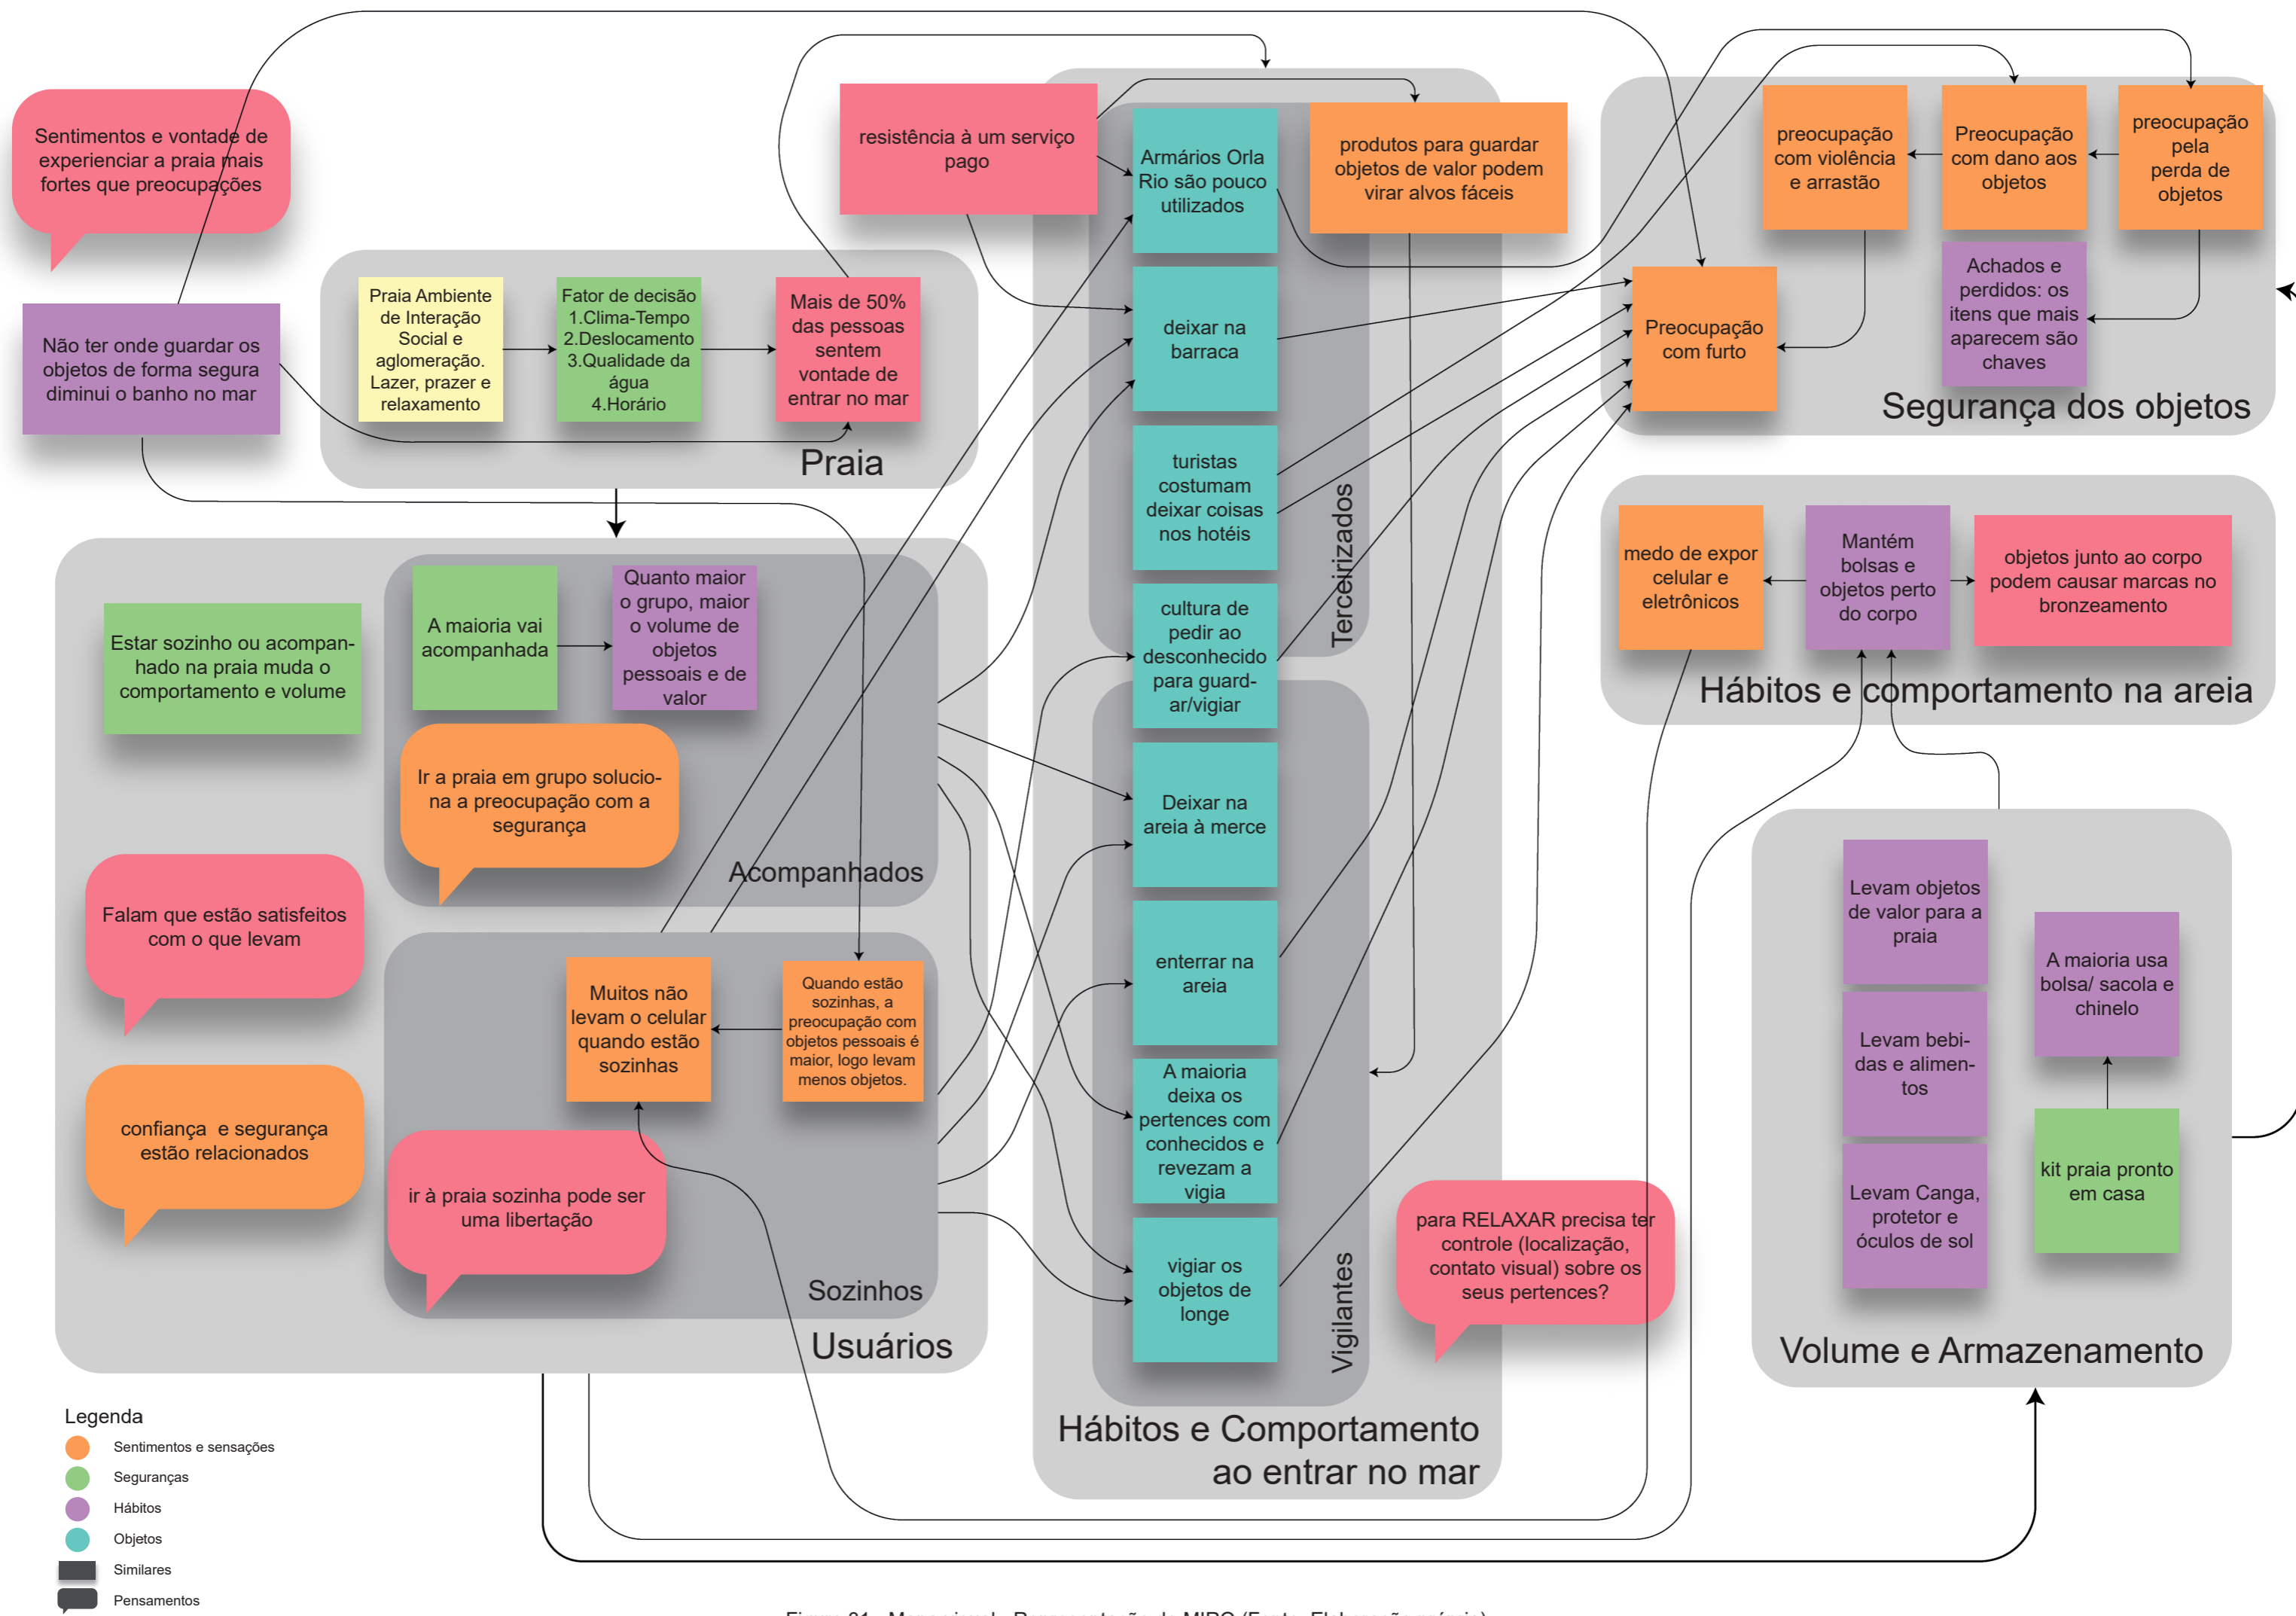 Sentimentos e vontade de
experienciar a praia mais
fortes que preocupações
Não ter onde guardar os
objetos de forma segura
diminui o banho no mar
Praia Ambiente
de Interação
Social e
aglomeração.
Lazer, prazer e
relaxamento
Fator de decisão
1.Clima-Tempo
2.Deslocamento
3.Qualidade da
água
4.Horário
Mais de 50%
das pessoas
sentem
vontade de
entrar no mar
Praia
resistência à um serviço
pago
Armários Orla
Rio são pouco
utilizados
produtos para guardar
objetos de valor podem
virar alvos fáceis
deixar na
barraca
turistas
costumam
deixar coisas
nos hotéis
cultura de
pedir ao
desconhecido
para guard-
ar/vigiar
Terceirizados
Deixar na
areia à merce
enterrar na
areia
A maioria
deixa os
pertences com
conhecidos e
revezam a
vigia
vigiar os
objetos de
longe
Vigilantes
Hábitos e Comportamento
ao entrar no mar
preocupação
com violência
e arrastão
Preocupação
com dano aos
objetos
preocupação
pela
perda de
objetos
Preocupação
com furto
Achados e
perdidos: os
itens que mais
aparecem são
chaves
Segurança dos objetos
medo de expor
celular e
eletrônicos
Mantém
bolsas e
objetos perto
do corpo
objetos junto ao corpo
podem causar marcas no
bronzeamento
Hábitos e comportamento na areia
Estar sozinho ou acompan-
hado na praia muda o
comportamento e volume
A maioria vai
acompanhada
Quanto maior
o grupo, maior
o volume de
objetos
pessoais e de
valor
Ir a praia em grupo solucio-
na a preocupação com a
segurança
Acompanhados
Falam que estão satisfeitos
com o que levam
confiança e segurança
estão relacionados
Muitos não
levam o celular
quando estão
sozinhas
Quando estão
sozinhas, a
preocupação com
objetos pessoais é
maior, logo levam
menos objetos.
ir à praia sozinha pode ser
uma libertação
Sozinhos
Usuários
para RELAXAR precisa ter
controle (localização,
contato visual) sobre os
seus pertences?
Levam objetos
de valor para a
praia
Levam bebi-
das e alimen-
tos
Levam Canga,
protetor e
óculos de sol
A maioria usa
bolsa/ sacola e
chinelo
kit praia pronto
em casa
Volume e Armazenamento
Legenda
Sentimentos e sensações
Seguranças
Hábitos
Objetos
Similares
Pensamentos